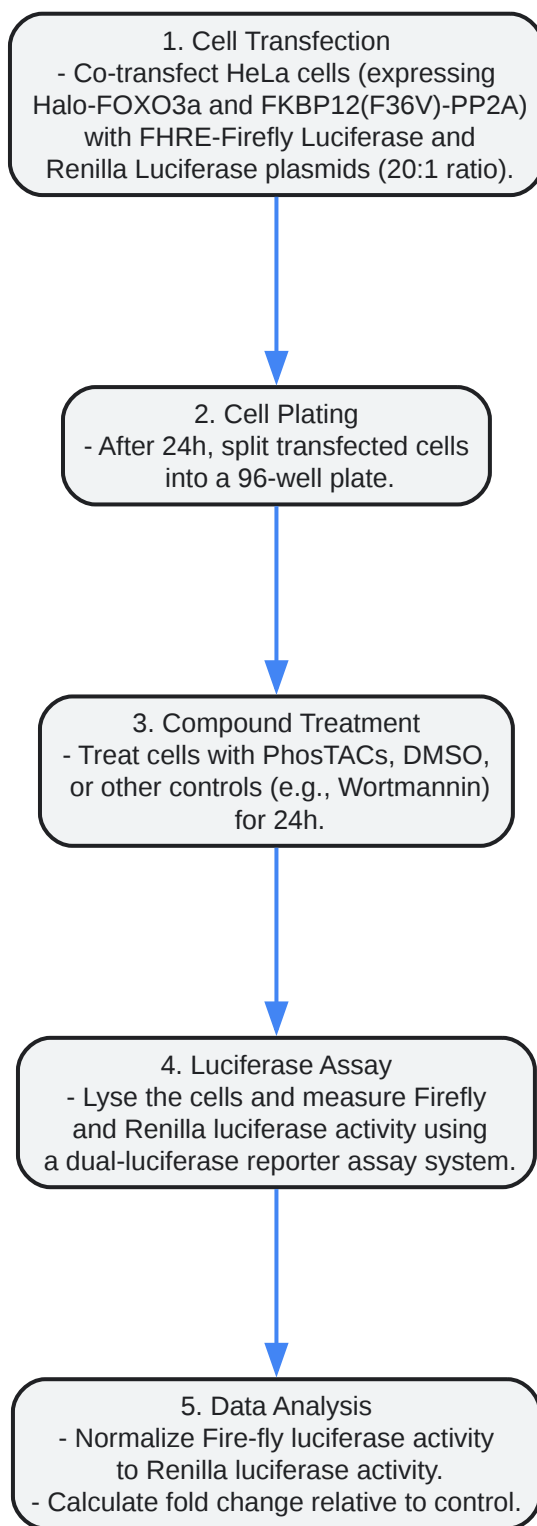 1. Cell Transfection
- Co-transfect HeLa cells (expressing
Halo-FOXO3a and FKBP12(F36V)-PP2A)
with FHRE-Firefly Luciferase and
Renilla Luciferase plasmids (20:1 ratio).
2. Cell Plating
- After 24h, split transfected cells
into a 96-well plate.
3. Compound Treatment
- Treat cells with PhosTACs, DMSO,
or other controls (e.g., Wortmannin)
for 24h.
4. Luciferase Assay
- Lyse the cells and measure Firefly
and Renilla luciferase activity using
a dual-luciferase reporter assay system.
5. Data Analysis
- Normalize Fire-fly luciferase activity
to Renilla luciferase activity.
- Calculate fold change relative to control.